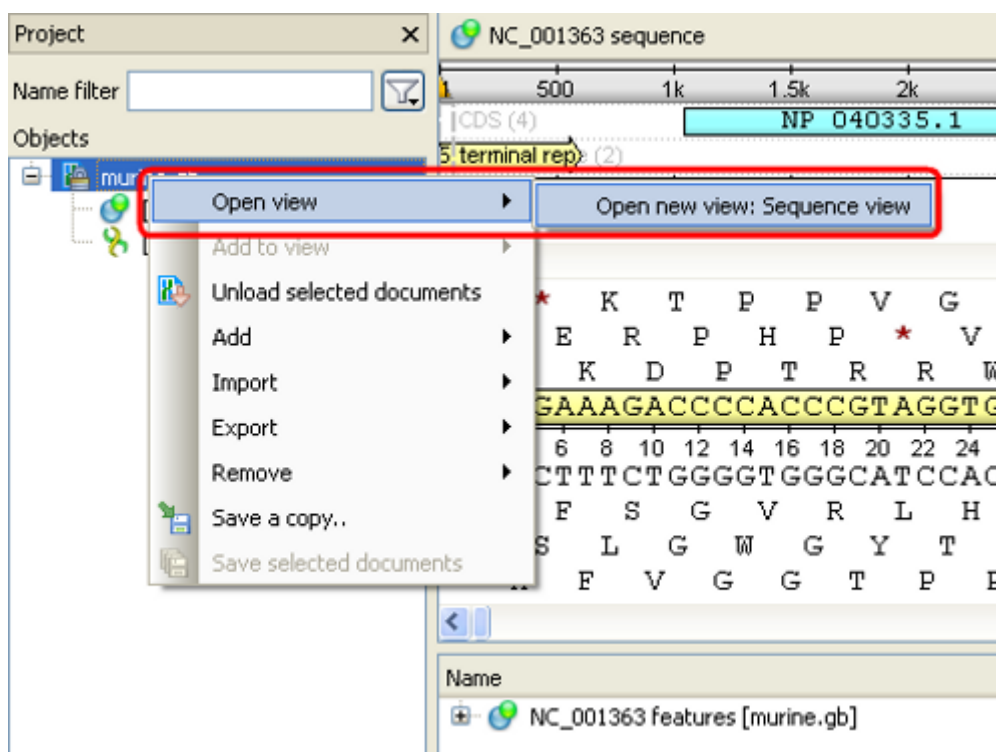 Project
NC_001363 sequence
Name filter
1 500 1k 1.5k 2k
CDS (4)
NP 040335.1
Objects
5 terminal rep (2)
Open view
Open new view: Sequence view
Add to view
Unload selected documents
Add
Import
Export
Remove
Save a copy..
Save selected documents
* K T P P V G
E R P H P * V
K D P T R R W
GAAAGACCCCACCCGTAGGTG
6 8 10 12 14 16 18 20 22 24
CTTTCTGGGGTGGGCATCCAC
F S G V R L H
S L G W G Y T
F V G G T P
Name
NC_001363 features [murine.gb]